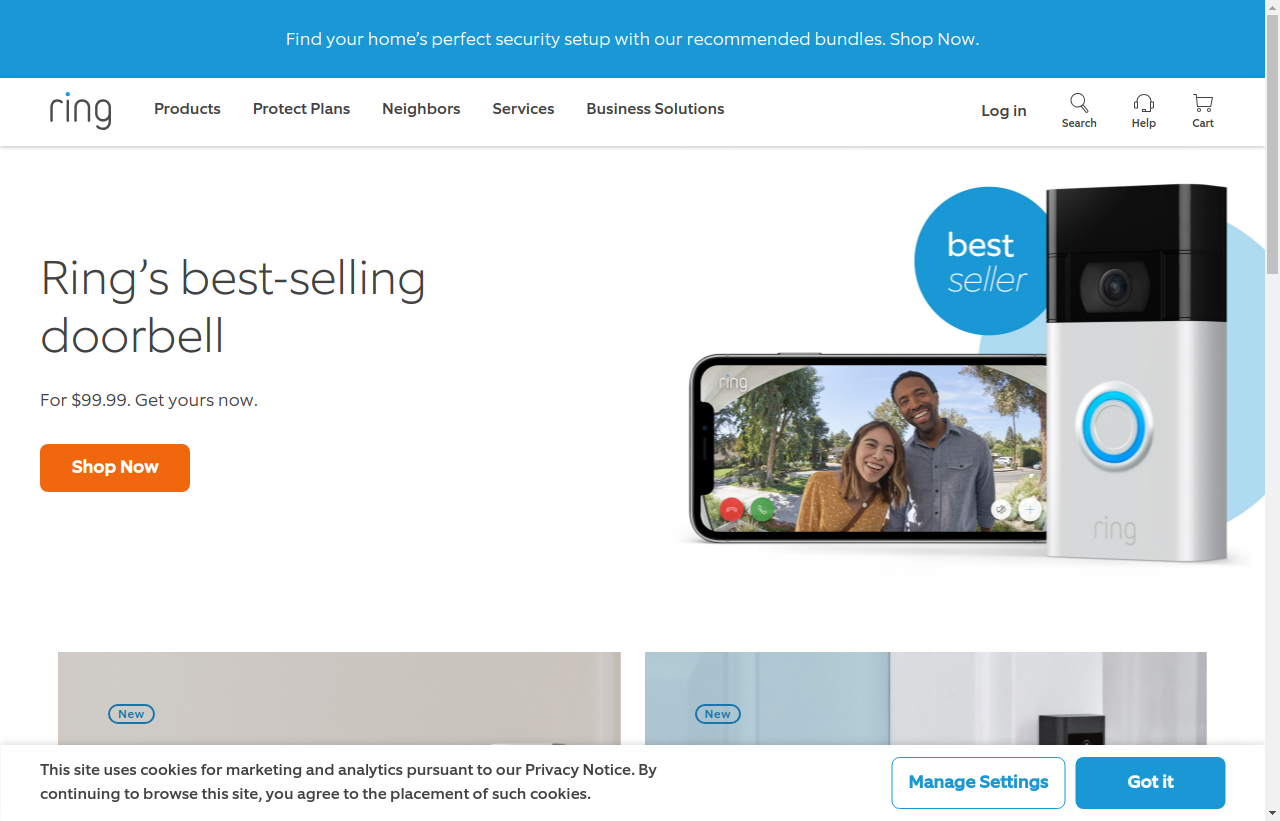 Find your home's perfect security setup with our recommended bundles. Shop Now.
ring
Products
Protect Plans
Neighbors
Services
Business Solutions
Log in
Search
Help
Cart
Ring's best-selling
doorbell
For $99.99. Get yours now.
Shop Now
best
seller
ring
ring
New
New
This site uses cookies for marketing and analytics pursuant to our Privacy Notice. By
continuing to browse this site, you agree to the placement of such cookies.
Manage Settings
Got it